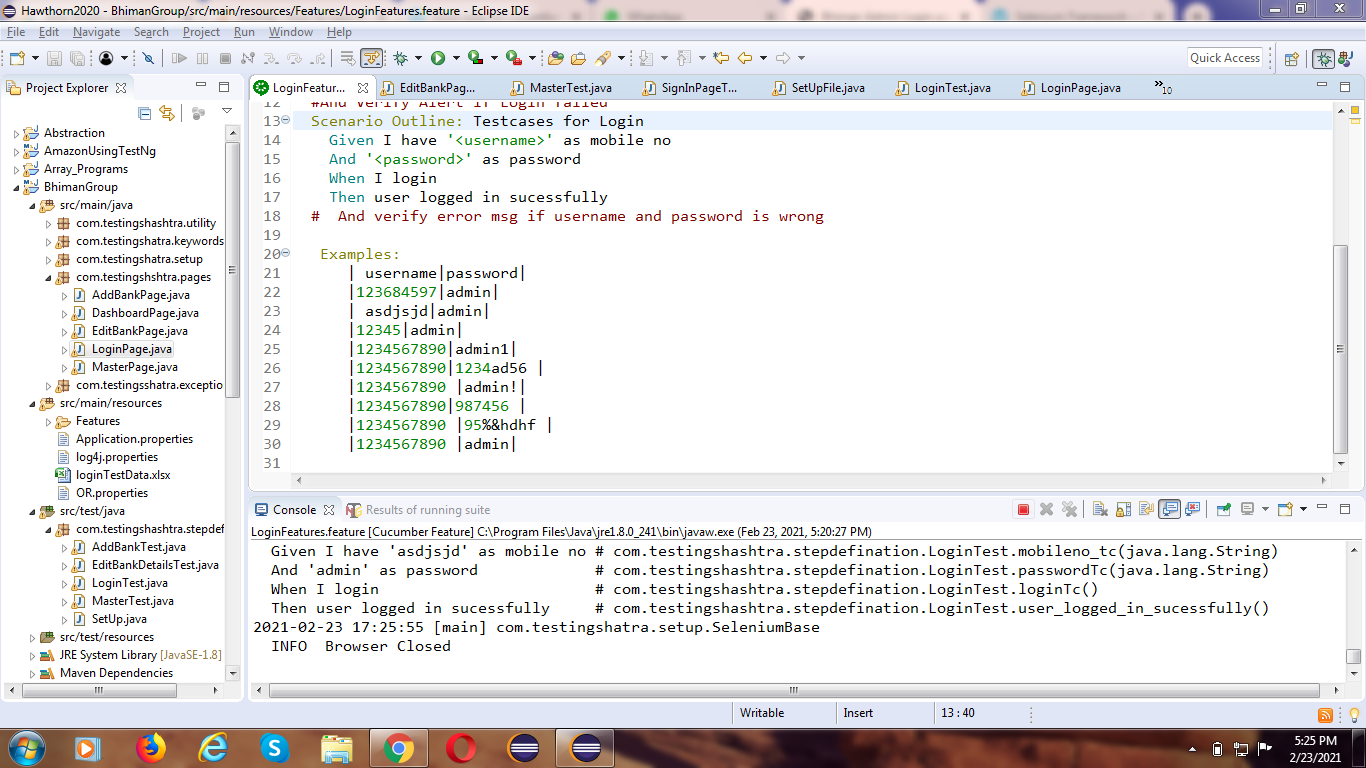 Hawthorn2020 - BhimanGroup/src/main/resources/Features/LoginFeatures.feature - Eclipse IDE
File Edit Navigate Search Project Run Window Help
Quick Access
Project Explorer
Abstraction
AmazonUsingTestNg
Array_Programs
BhimanGroup
src/main/java
com.testingshashtra.utility
com.testingshatra.keywords
com.testingshatra.setup
com.testingshshtra.pages
AddBankPage.java
DashboardPage.java
EditBankPage.java
LoginPage.java
MasterPage.java
com.testingsshatra.exceptio
src/main/resources
Features
Application.properties
log4j.properties
loginTestData.xlsx
OR.properties
src/test/java
com.testingshashtra.stepdef
AddBankTest.java
EditBankDetailsTest.java
LoginTest.java
MasterTest.java
SetUp.java
src/test/resources
JRE System Library [JavaSE-1.8]
Maven Dependencies
LoginFeatur... EditBankPag... MasterTest.java SignInPageT... SetUpFile.java LoginTest.java LoginPage.java »10
12 #And Verify Alert if Login failed
13 Scenario Outline: Testcases for Login
14 Given I have '<username>' as mobile no
15 And '<password>' as password
16 When I login
17 Then user logged in sucessfully
18 #  And verify error msg if username and password is wrong
19
20 Examples:
21 | username|password|
22 |123684597|admin|
23 | asdjsjd|admin|
24 |12345|admin|
25 |1234567890|admin1|
26 |1234567890|1234ad56 |
27 |1234567890 |admin!|
28 |1234567890|987456 |
29 |1234567890 |95%&hdhf |
30 |1234567890 |admin|
31
Console Results of running suite
LoginFeatures.feature [Cucumber Feature] C:\Program Files\Java\jre1.8.0_241\bin\javaw.exe (Feb 23, 2021, 5:20:27 PM)
Given I have 'asdjsjd' as mobile no # com.testingshashtra.stepdefination.LoginTest.mobileno_tc(java.lang.String)
And 'admin' as password # com.testingshashtra.stepdefination.LoginTest.passwordTc(java.lang.String)
When I login # com.testingshashtra.stepdefination.LoginTest.loginTc()
Then user logged in sucessfully # com.testingshashtra.stepdefination.LoginTest.user_logged_in_sucessfully()
2021-02-23 17:25:55 [main] com.testingshatra.setup.SeleniumBase
INFO  Browser Closed
Writable Insert 13 : 40
5:25 PM
2/23/2021